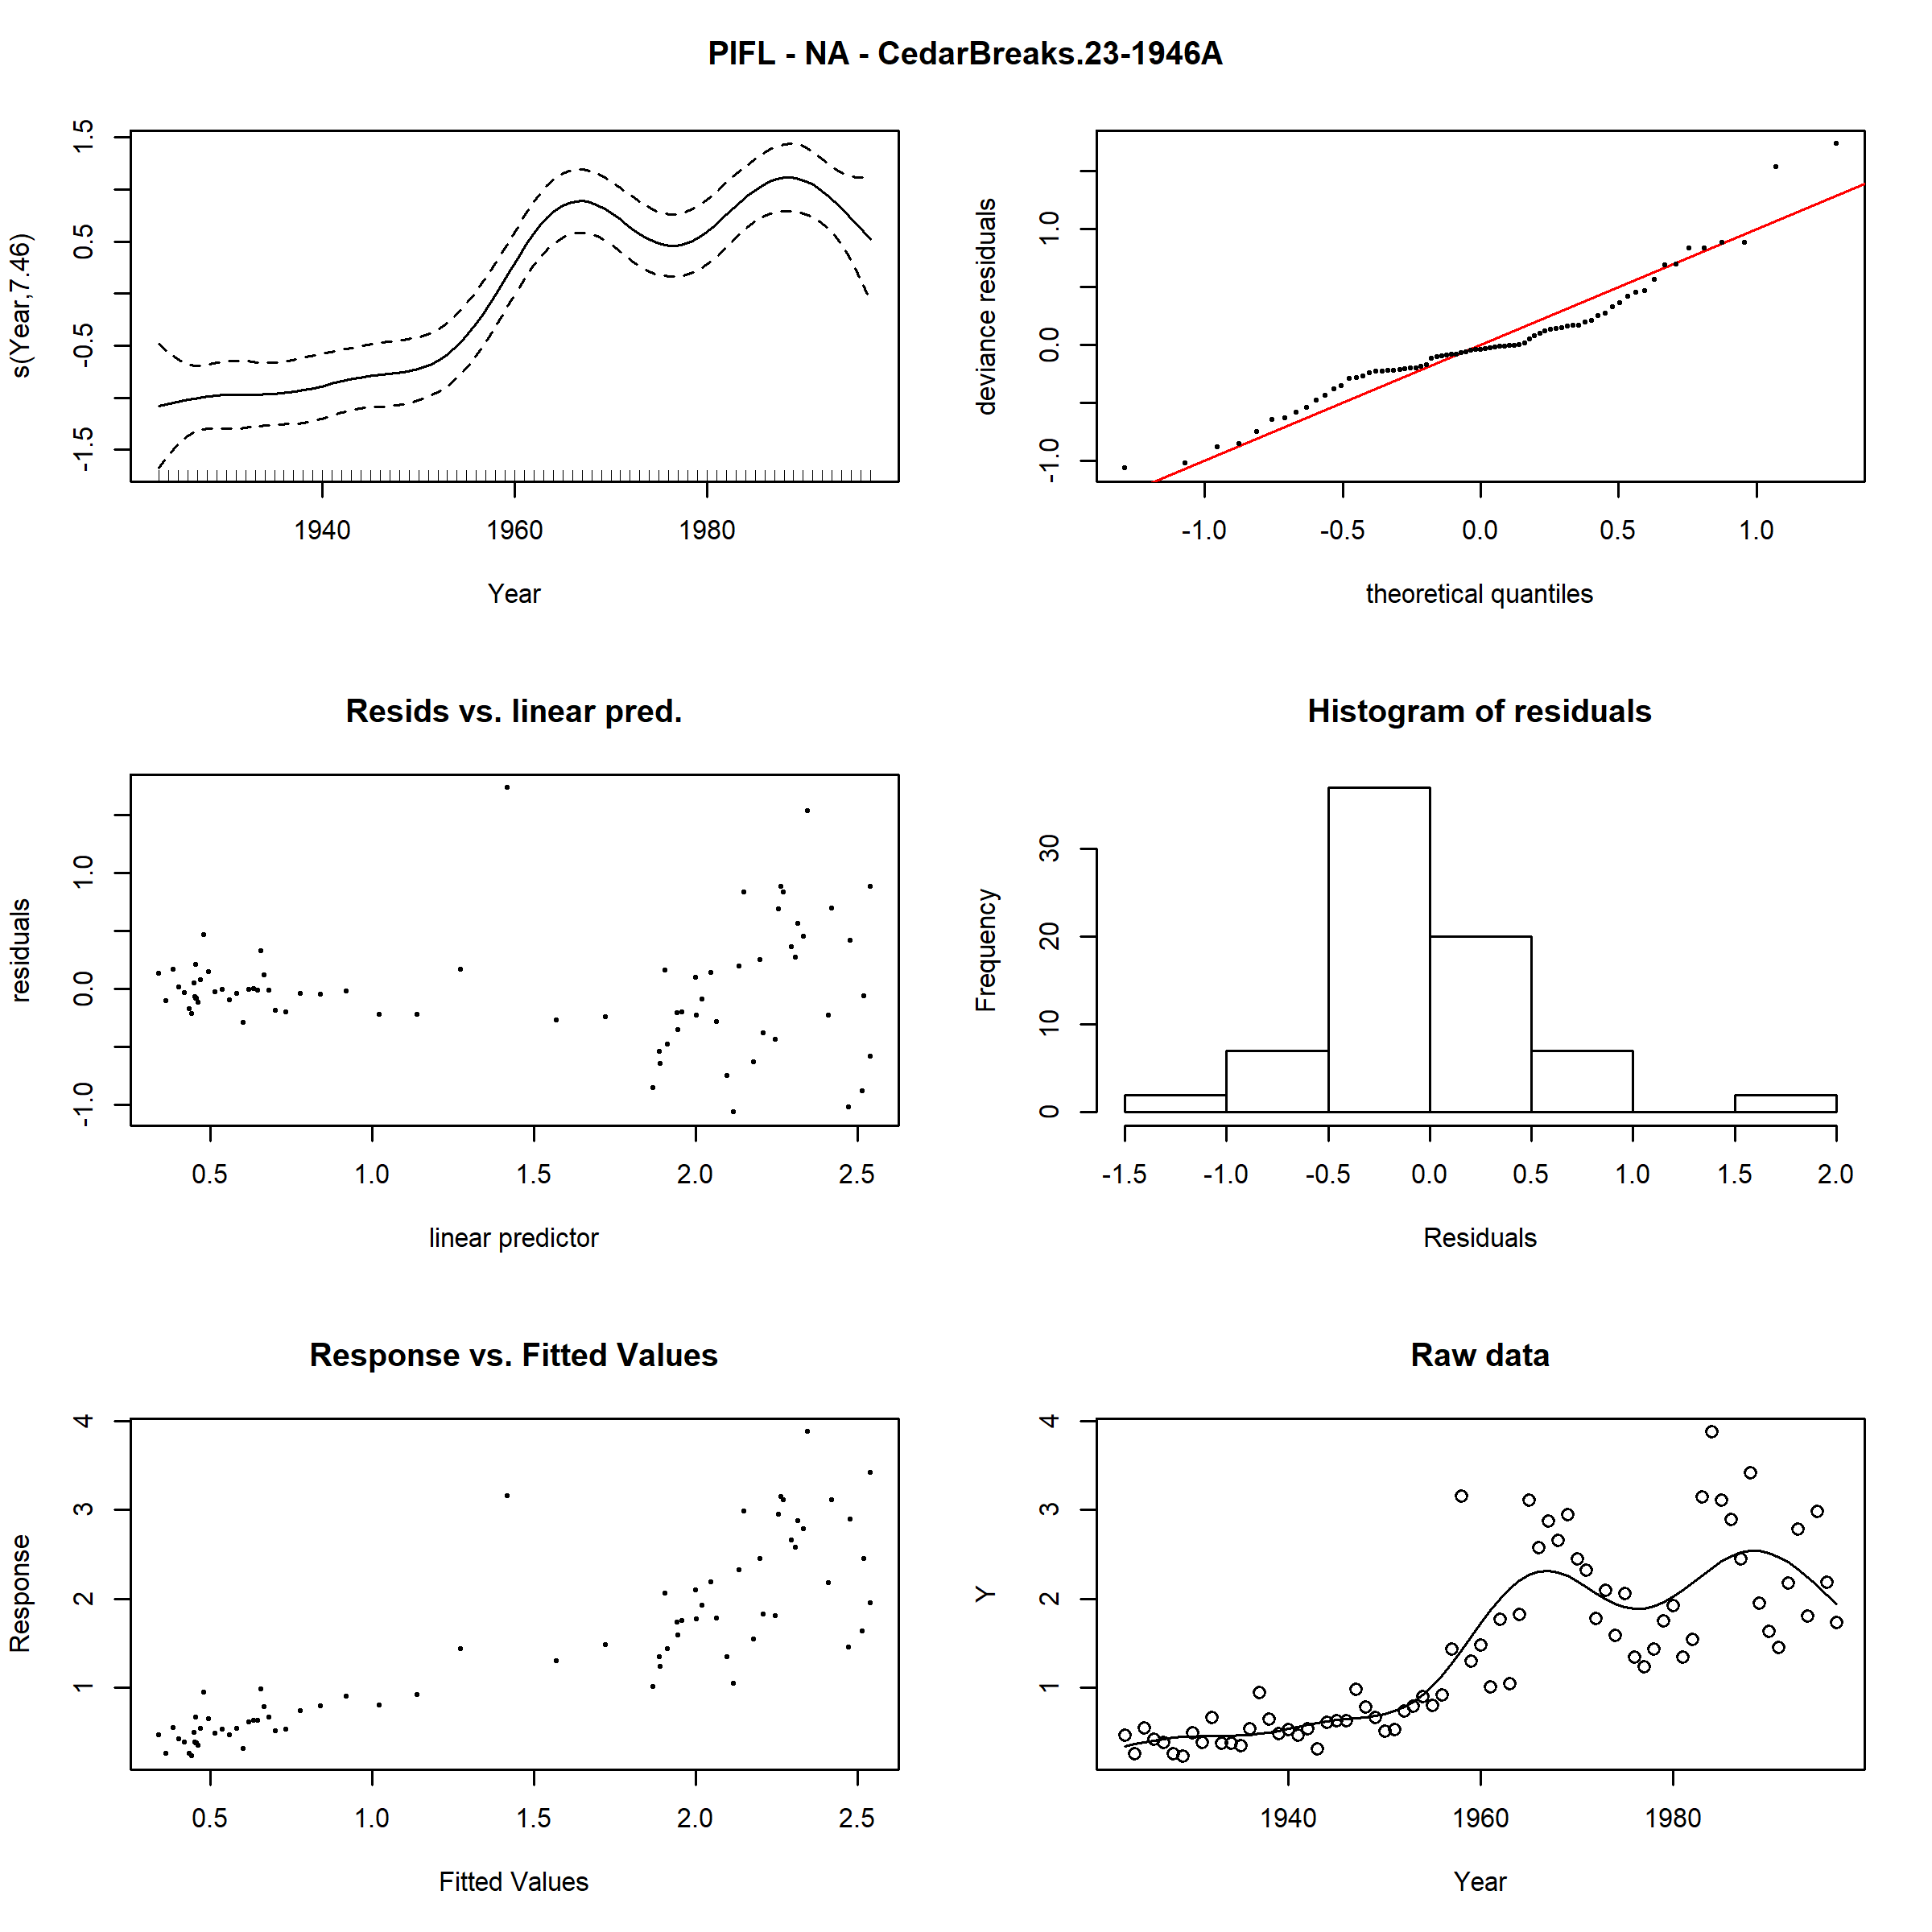 PIFL - NA - CedarBreaks.23-1946A
s(Year,7.46)
-1.5 -0.5 0.5 1.5
1940 1960 1980
Year
deviance residuals
-1.0 0.0 1.0
-1.0 -0.5 0.0 0.5 1.0
theoretical quantiles
Resids vs. linear pred.
residuals
-1.0 0.0 1.0
0.5 1.0 1.5 2.0 2.5
linear predictor
Histogram of residuals
Frequency
0 10 20 30
-1.5 -1.0 -0.5 0.0 0.5 1.0 1.5 2.0
Residuals
Response vs. Fitted Values
Response
1 2 3 4
0.5 1.0 1.5 2.0 2.5
Fitted Values
Raw data
Y
1 2 3 4
1940 1960 1980
Year